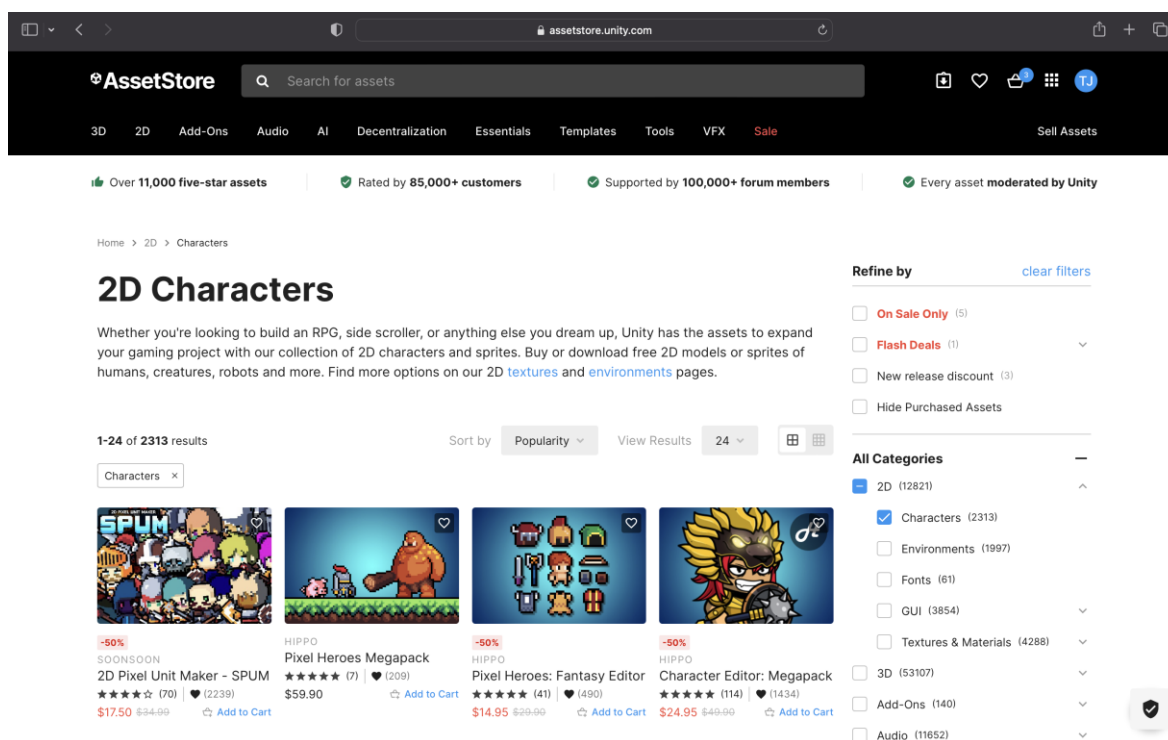 assetstore.unity.com
AssetStore
Search for assets
3
TJ
3D 2D Add-Ons Audio AI Decentralization Essentials Templates Tools VFX Sale Sell Assets
Over 11,000 five-star assets Rated by 85,000+ customers Supported by 100,000+ forum members Every asset moderated by Unity
Home > 2D > Characters
2D Characters
Whether you're looking to build an RPG, side scroller, or anything else you dream up, Unity has the assets to expand
your gaming project with our collection of 2D characters and sprites. Buy or download free 2D models or sprites of
humans, creatures, robots and more. Find more options on our 2D textures and environments pages.
1-24 of 2313 results Sort by Popularity View Results 24
Characters ×
2D PIXEL UNIT MAKER
SPUM
-50%
SOONSOON
2D Pixel Unit Maker - SPUM
(70) (2239)
$17.50 $34.99 Add to Cart
HIPPO
Pixel Heroes Megapack
(7) (209)
$59.90 Add to Cart
-50%
HIPPO
Pixel Heroes: Fantasy Editor
(41) (490)
$14.95 $29.90 Add to Cart
-50%
HIPPO
Character Editor: Megapack
(114) (1434)
$24.95 $49.90 Add to Cart
Refine by clear filters
On Sale Only (5)
Flash Deals (1)
New release discount (3)
Hide Purchased Assets
All Categories
2D (12821)
Characters (2313)
Environments (1997)
Fonts (61)
GUI (3854)
Textures & Materials (4288)
3D (53107)
Add-Ons (140)
Audio (11652)